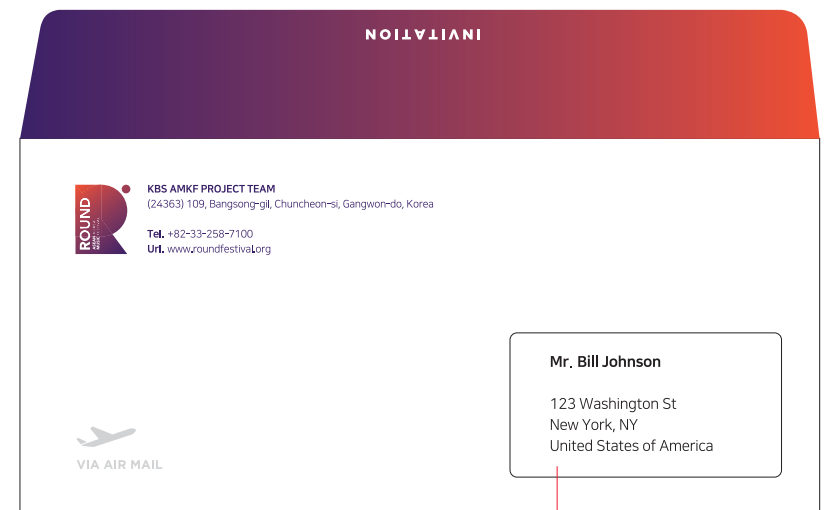 INVITATION
ROUND
KBS AMKF PROJECT TEAM
(24363) 109, Bangsong-gil, Chuncheon-si, Gangwon-do, Korea
Tel. +82-33-258-7100
Url. www.roundfestival.org
Mr. Bill Johnson
123 Washington St
New York, NY
United States of America
VIA AIR MAIL